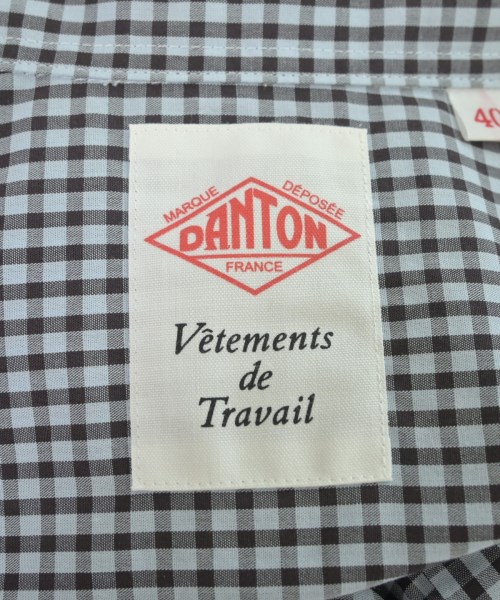 MARQUE DÉPOSÉE
DANTON
FRANCE
Vêtements
de
Travail
40